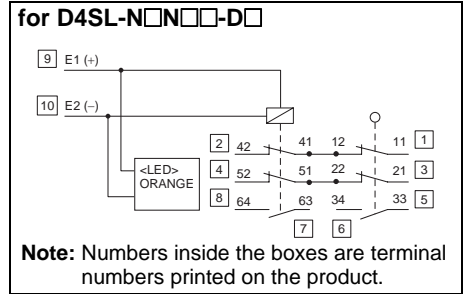 for D4SL-N□N□□-D□
9 E1 (+)
10 E2 (−)
<LED>
ORANGE
2 42 41 12 11 1
4 52 51 22 21 3
8 64 63 34 33 5
7 6
Note: Numbers inside the boxes are terminal
numbers printed on the product.